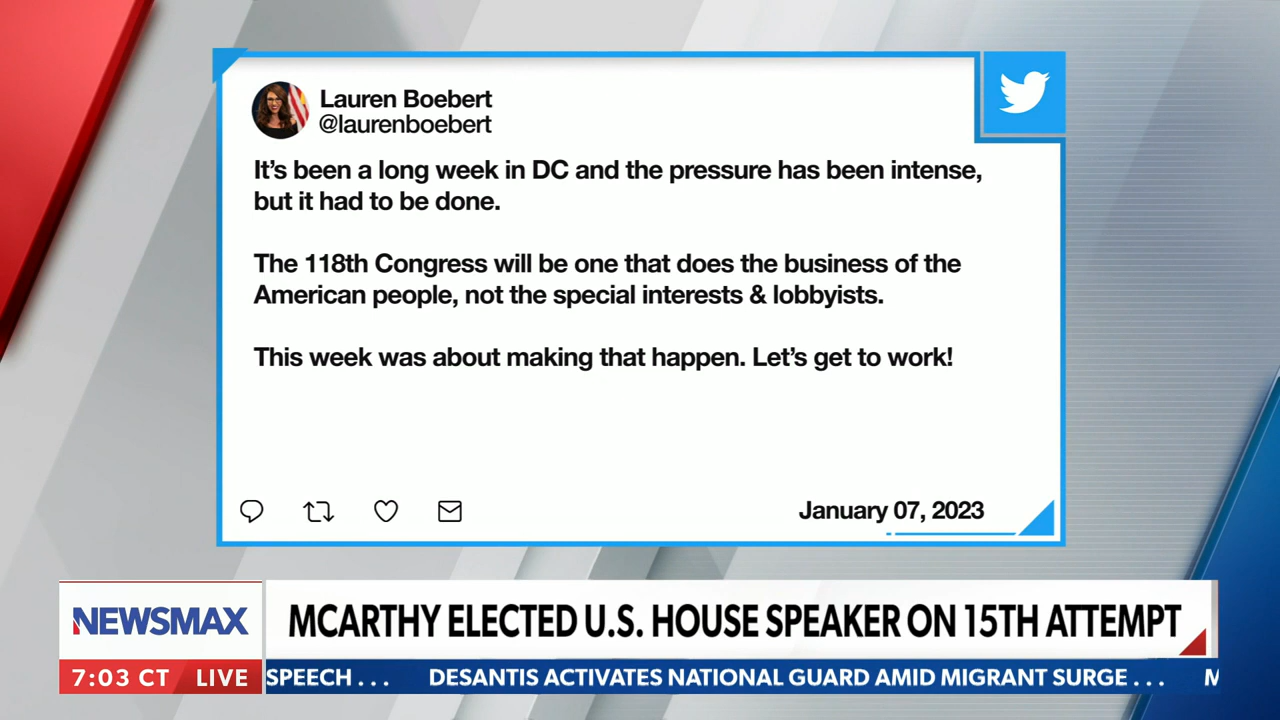 Lauren Boebert
@laurenboebert
It's been a long week in DC and the pressure has been intense,
but it had to be done.
The 118th Congress will be one that does the business of the
American people, not the special interests & lobbyists.
This week was about making that happen. Let's get to work!
January 07, 2023
NEWSMAX
MCARTHY ELECTED U.S. HOUSE SPEAKER ON 15TH ATTEMPT
7:03 CT LIVE
SPEECH . . . DESANTIS ACTIVATES NATIONAL GUARD AMID MIGRANT SURGE . . .